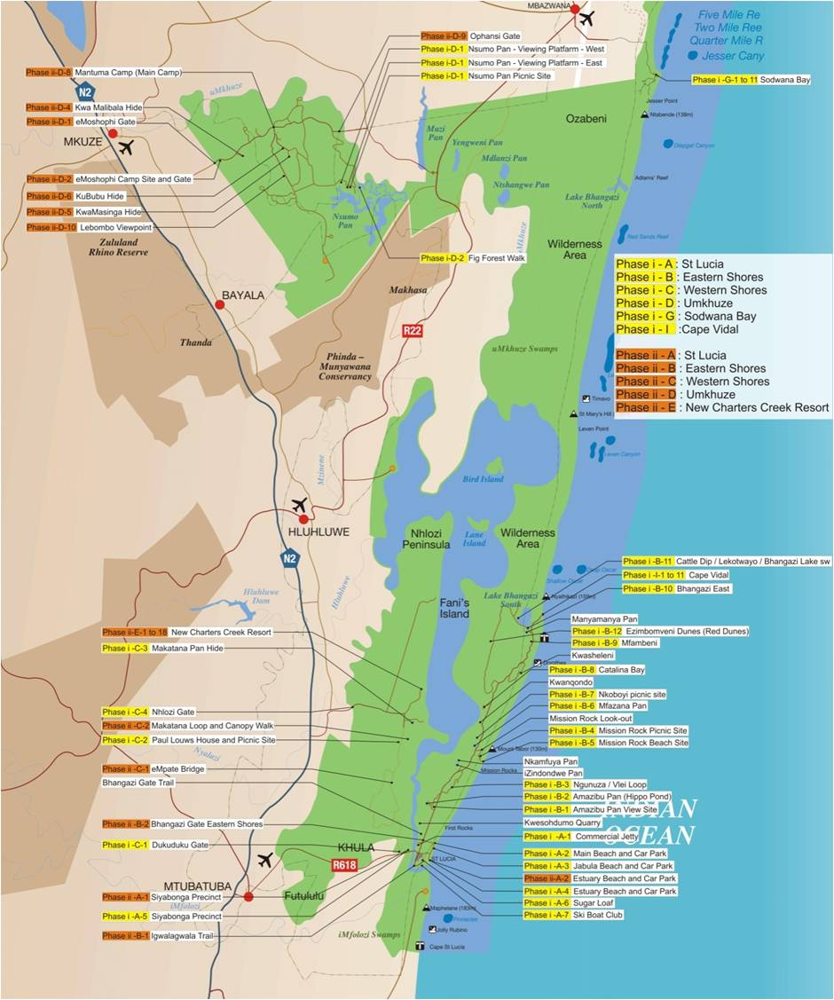 MBAZWANA
Five Mile Re
Two Mile Ree
Quarter Mile R
Jesser Cany
Phase ii-D-9 Ophansi Gate
Phase i-D-1 Nsumo Pan - Viewing Platfarm - West
Phase i-D-1 Nsumo Pan - Viewing Platfarm - East
Phase i-D-1 Nsumo Pan Picnic Site
Phase ii-D-8 Mantuma Camp (Main Camp)
Phase i -G-1 to 11 Sodwana Bay
N2
uMkhuze
Jesser Point
Phase ii-D-4 Kwa Malibala Hide
Ntabende (138m)
Phase ii-D-1 eMoshophi Gate
Ozabeni
MKUZE
Muzi
Pan
Yengweni Pan
Diepgat Canyon
Mdlanzi Pan
Phase ii-D-2 eMoshophi Camp Site and Gate
Adlams' Reef
Ntshangwe Pan
Phase ii-D-6 KuBubu Hide
Lake Bhangazi
North
Phase ii-D-5 KwaMasinga Hide
Nsumo
Pan
Phase ii-D-10 Lebombo Viewpoint
Red Sands Reef
Zululand
Rhino Reserve
Wilderness
Area
Phase i-D-2 Fig Forest Walk
Phase i - A : St Lucia
Phase i - B : Eastern Shores
Phase i - C : Western Shores
Phase i - D : Umkhuze
Phase i - G : Sodwana Bay
Phase i - I :Cape Vidal
Phase ii - A : St Lucia
Phase ii - B : Eastern Shores
Phase ii - C : Western Shores
Phase ii - D : Umkhuze
Phase ii - E : New Charters Creek Resort
BAYALA
Makhasa
R22
Thanda
Phinda –
Munyawana
Conservancy
uMkhuze Swamps
Timavo
St Mary's Hill
Leven Point
Leven Canyon
Mzinene
Bird Island
HLUHLUWE
Nhlozi
Peninsula
Lane
Island
Wilderness
Area
N2
Phase i -B-11 Cattle Dip / Lekotwayo / Bhangazi Lake sw
Phase i -I-1 to 11 Cape Vidal
Shallow Oscar
Phase i -B-10 Bhangazi East
Hluhluwe
Dam
Hluhluwe
Lake Bhangazi
South
Fani's
Island
Manyamanya Pan
Phase ii-E-1 to 18 New Charters Creek Resort
Phase i -B-12 Ezimbomveni Dunes (Red Dunes)
Phase i -B-9 Mfambeni
Phase i -C-3 Makatana Pan Hide
Kwasheleni
Dorothea
Phase i -B-8 Catalina Bay
Kwanqondo
Phase i -B-7 Nkoboyi picnic site
Phase i -B-6 Mfazana Pan
Phase i -C-4 Nhlozi Gate
Mission Rock Look-out
Phase ii-C-2 Makatana Loop and Canopy Walk
Phase i -B-4 Mission Rock Picnic Site
Phase i -C-2 Paul Louws House and Picnic Site
Phase i -B-5 Mission Rock Beach Site
Mount Tabor (130m)
Nyalazi
Nkamfuya Pan
Phase ii -C-1 eMpate Bridge
Mission Rocks
iZindondwe Pan
Bhangazi Gate Trail
Phase i -B-3 Ngunuza / Vlei Loop
Phase i -B-2 Amazibu Pan (Hippo Pond)
Phase i -B-1 Amazibu Pan View Site
INDIAN
OCEAN
Phase ii -B-2 Bhangazi Gate Eastern Shores
Kwesohdumo Quarry
First Rocks
Phase i -A-1 Commercial Jetty
Phase i -C-1 Dukuduku Gate
KHULA
Phase i -A-2 Main Beach and Car Park
ST LUCIA
R618
Phase i -A-3 Jabula Beach and Car Park
Phase ii-A-2 Estuary Beach and Car Park
MTUBATUBA
Phase i -A-4 Estuary Beach and Car Park
Phase ii -A-1 Siyabonga Precinct
Futululu
iMfolozi
Phase i -A-6 Sugar Loaf
Maphelane (183m)
Phase i -A-5 Siyabonga Precinct
Phase i -A-7 Ski Boat Club
Phase ii -B-1 Igwalagwala Trail
iMfolozi Swamps
Jolly Rubino
Cape St Lucia